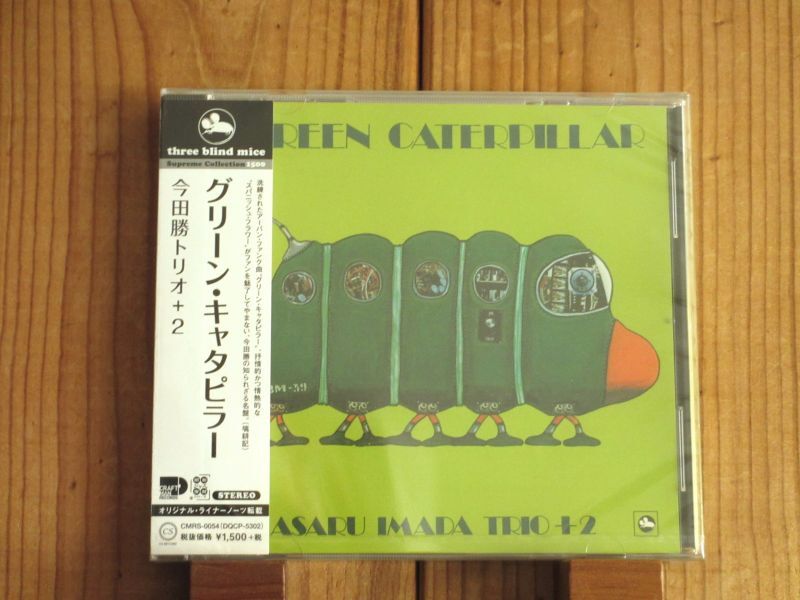 three blind mice
Supreme Collection 1500
グリーン・キャタピラー
今田勝トリオ+2
洗練されたアーバン・ファンク曲“グリーン・キャタピラー”、抒情的かつ情熱的な
“スパニッシュ・フラワー”がファンを魅了してやまない、今田勝の知られざる名盤。
CRAFTMAN RECORDS
STEREO
オリジナル・ライナーノーツ転載
CS
CMRS-0054 (DQCP-5302)
税抜価格 ¥1,500+税
REEN CATERPILLAR
BM-39
ASARU IMADA TRIO+2